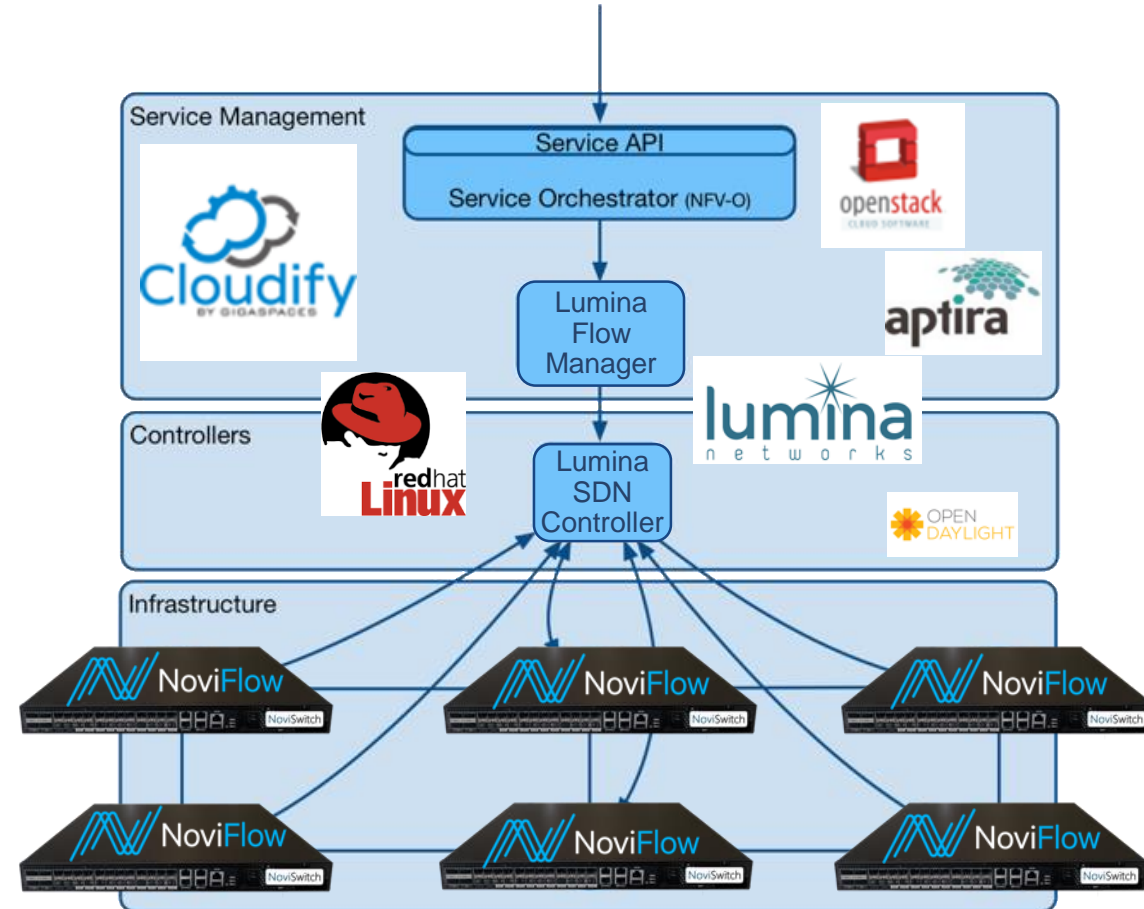 Service Management
Service API
Service Orchestrator (NFV-O)
Cloudify
BY GIGASPACES
openstack
CLOUD SOFTWARE
aptira
Lumina
Flow
Manager
redhat
Linux
lumina
networks
Controllers
Lumina
SDN
Controller
OPEN
DAYLIGHT
Infrastructure
NoviFlow
NoviSwitch
NoviFlow
NoviSwitch
NoviFlow
NoviSwitch
NoviFlow
NoviSwitch
NoviFlow
NoviSwitch
NoviFlow
NoviSwitch